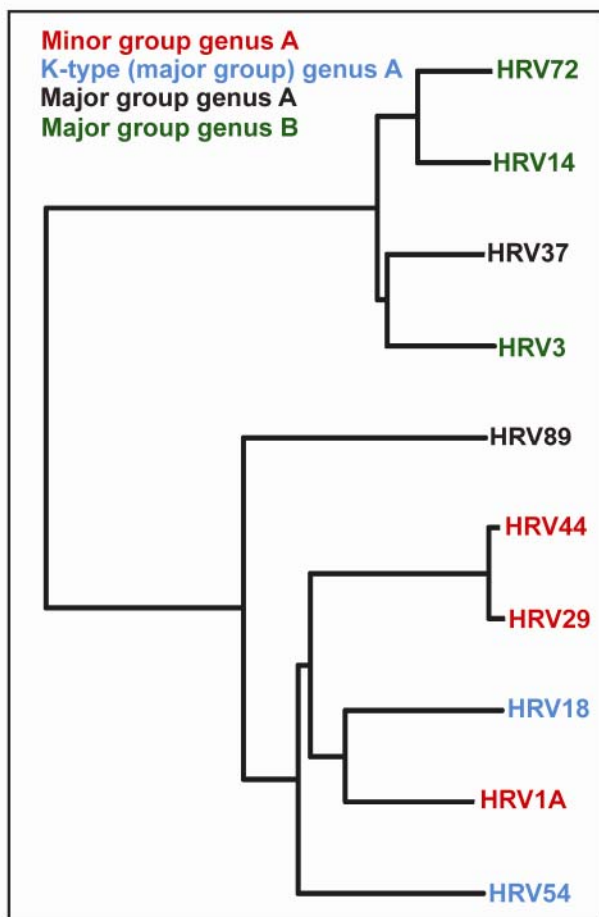 Minor group genus A
K-type (major group) genus A
Major group genus A
Major group genus B
HRV72
HRV14
HRV37
HRV3
HRV89
HRV44
HRV29
HRV18
HRV1A
HRV54